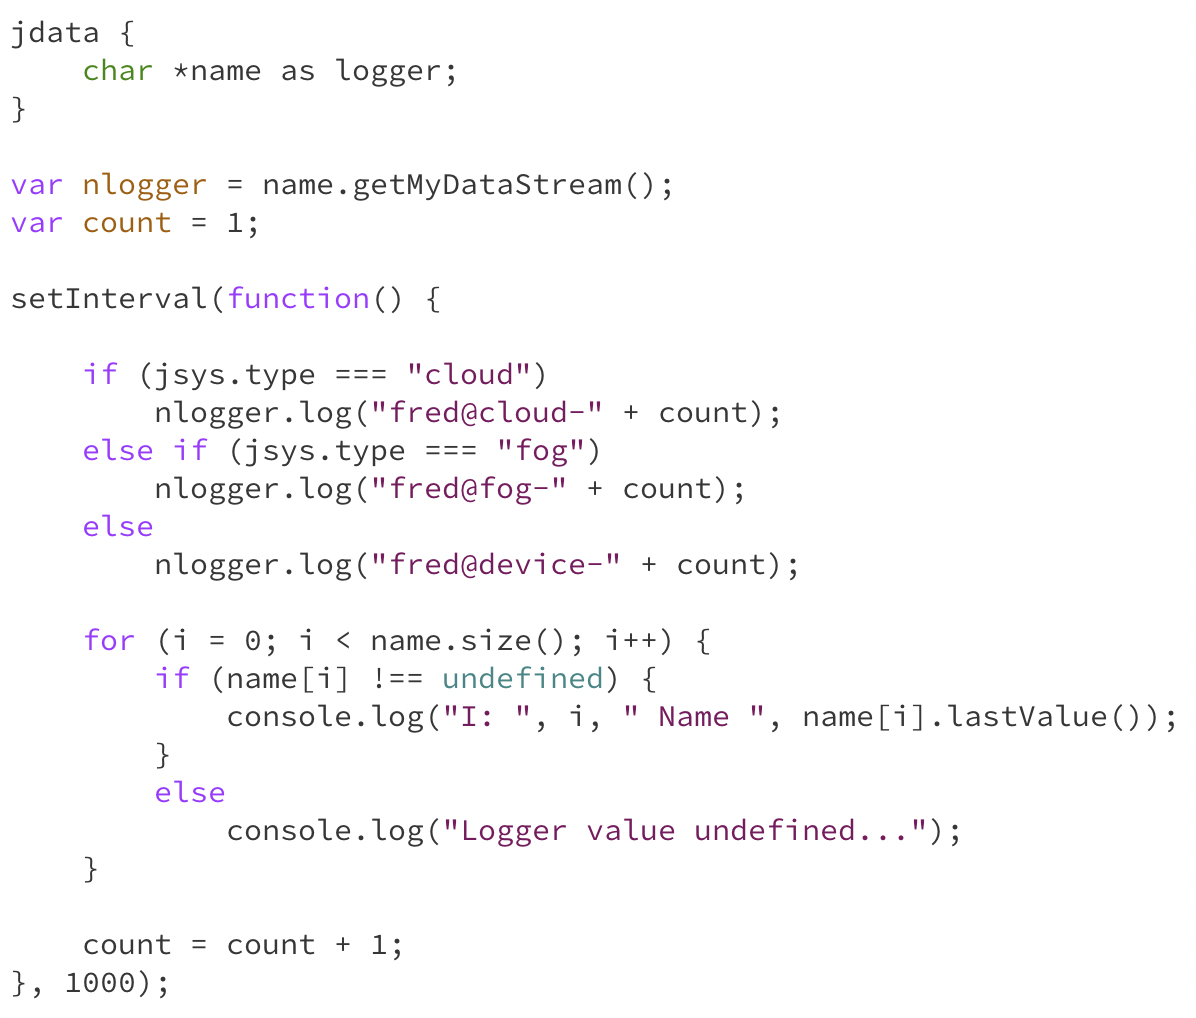 jdata {
    char *name as logger;
}

var nlogger = name.getMyDataStream();
var count = 1;

setInterval(function() {

    if (jsys.type === "cloud")
        nlogger.log("fred@cloud-" + count);
    else if (jsys.type === "fog")
        nlogger.log("fred@fog-" + count);
    else
        nlogger.log("fred@device-" + count);

    for (i = 0; i < name.size(); i++) {
        if (name[i] !== undefined) {
            console.log("I: ", i, " Name ", name[i].lastValue());
        }
        else
            console.log("Logger value undefined...");
    }

    count = count + 1;
}, 1000);